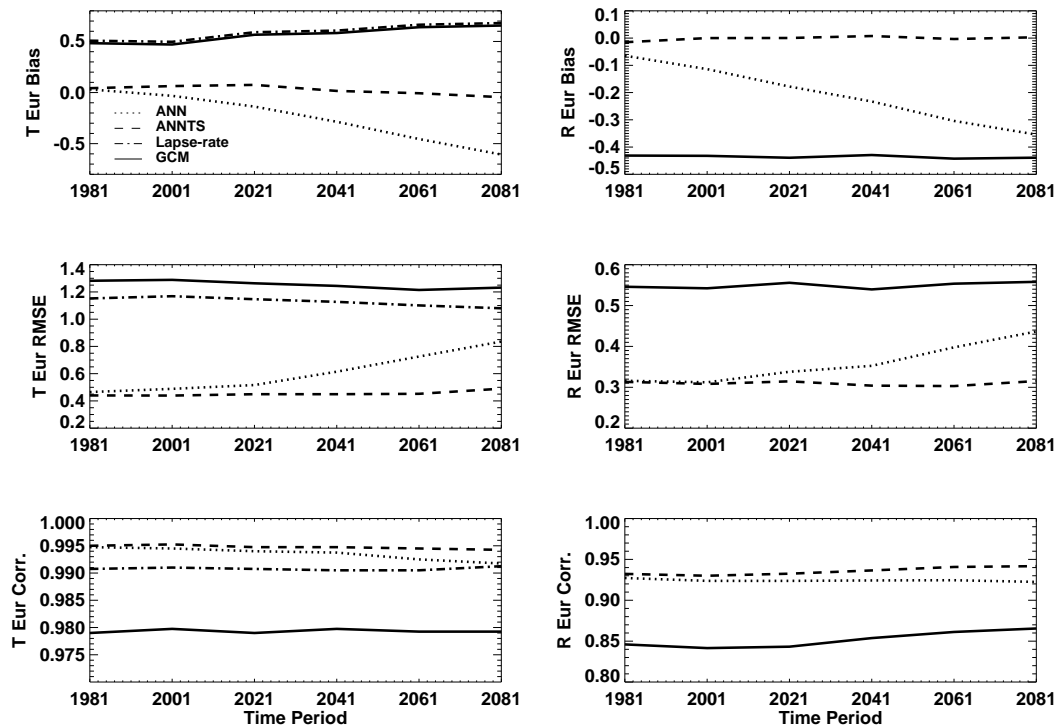 T Eur Bias
0.5
0.0
-0.5
ANN
ANNTS
Lapse-rate
GCM
1981 2001 2021 2041 2061 2081
R Eur Bias
0.1
0.0
-0.1
-0.2
-0.3
-0.4
-0.5
1981 2001 2021 2041 2061 2081
T Eur RMSE
1.4
1.2
1.0
0.8
0.6
0.4
0.2
1981 2001 2021 2041 2061 2081
R Eur RMSE
0.6
0.5
0.4
0.3
0.2
1981 2001 2021 2041 2061 2081
T Eur Corr.
1.000
0.995
0.990
0.985
0.980
0.975
1981 2001 2021 2041 2061 2081
Time Period
R Eur Corr.
1.00
0.95
0.90
0.85
0.80
1981 2001 2021 2041 2061 2081
Time Period